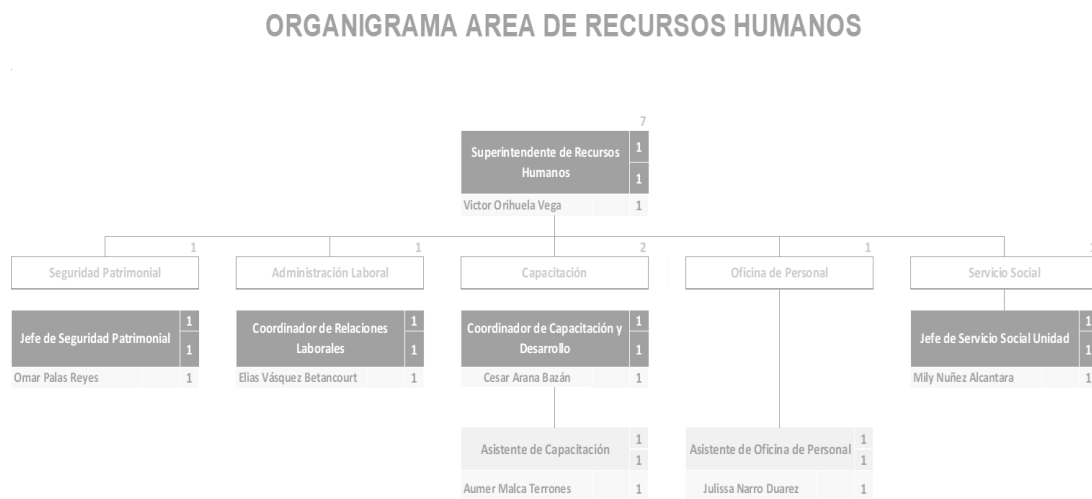 ORGANIGRAMA AREA DE RECURSOS HUMANOS
7
Superintendente de Recursos
Humanos
1
1
Victor Orihuela Vega 1
1 1 2 1 1
Seguridad Patrimonial Administración Laboral Capacitación Oficina de Personal Servicio Social
Jefe de Seguridad Patrimonial
1
1
Omar Palas Reyes 1
Coordinador de Relaciones
Laborales
1
1
Elias Vásquez Betancourt 1
Coordinador de Capacitación y
Desarrollo
1
1
Cesar Arana Bazán 1
Jefe de Servicio Social Unidad
1
1
Mily Nuñez Alcantara 1
Asistente de Capacitación
1
1
Aumer Malca Terrones 1
Asistente de Oficina de Personal
1
1
Julissa Narro Duarez 1